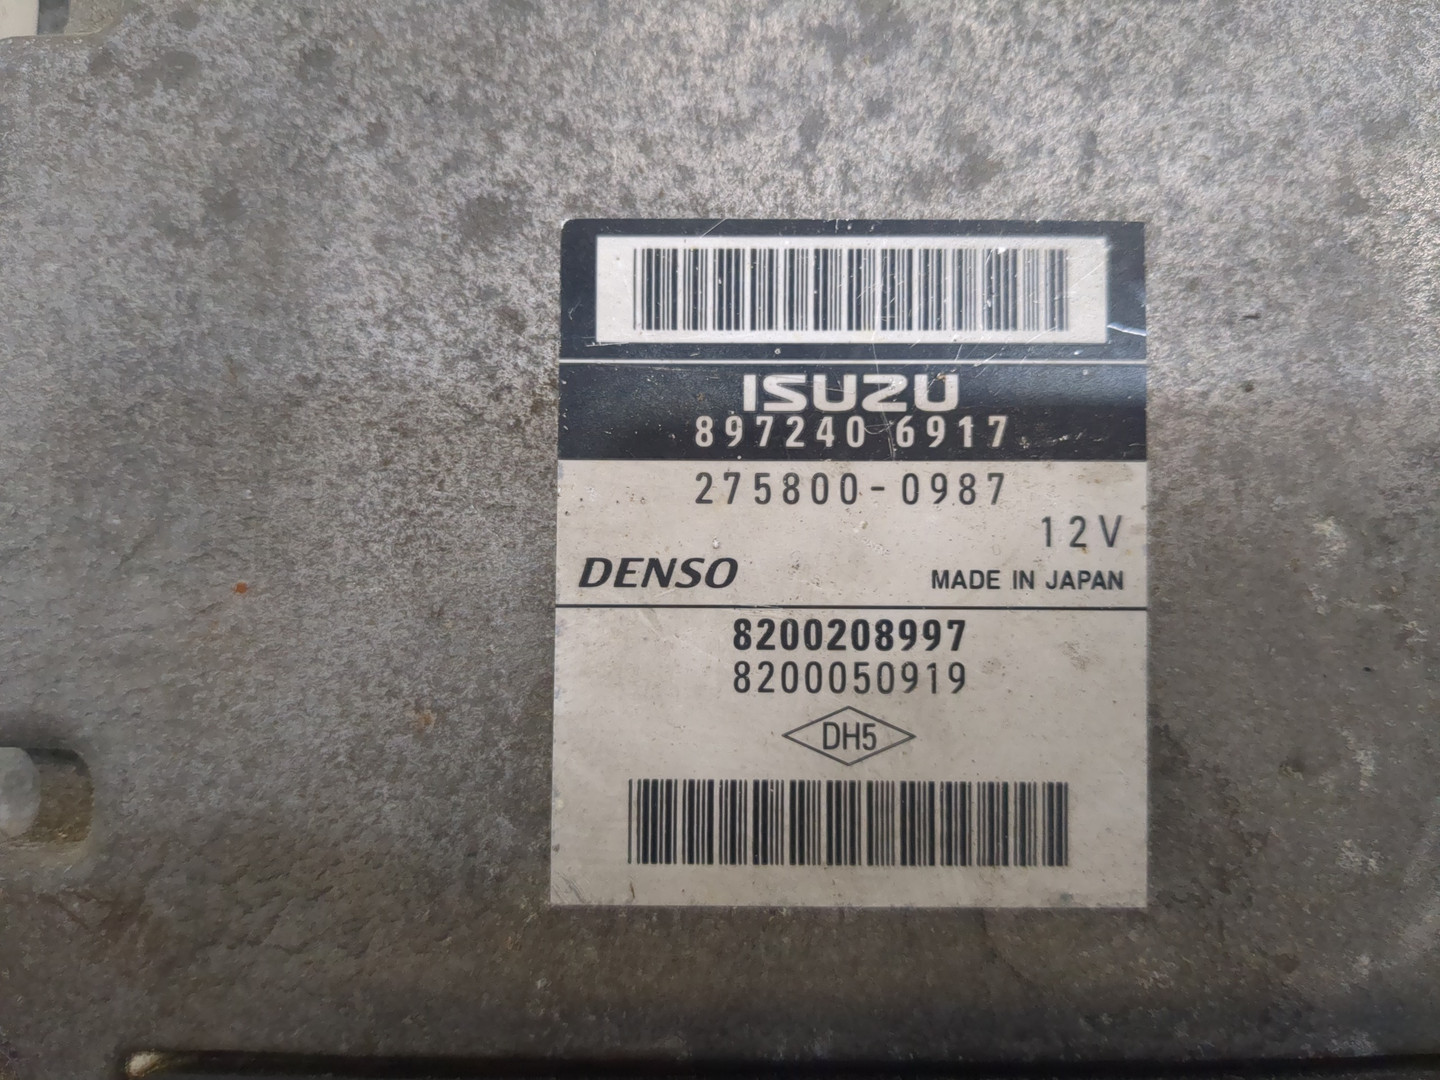 ISUZU
897240 6917
275800-0987
12V
DENSO MADE IN JAPAN
8200208997
8200050919
DH5